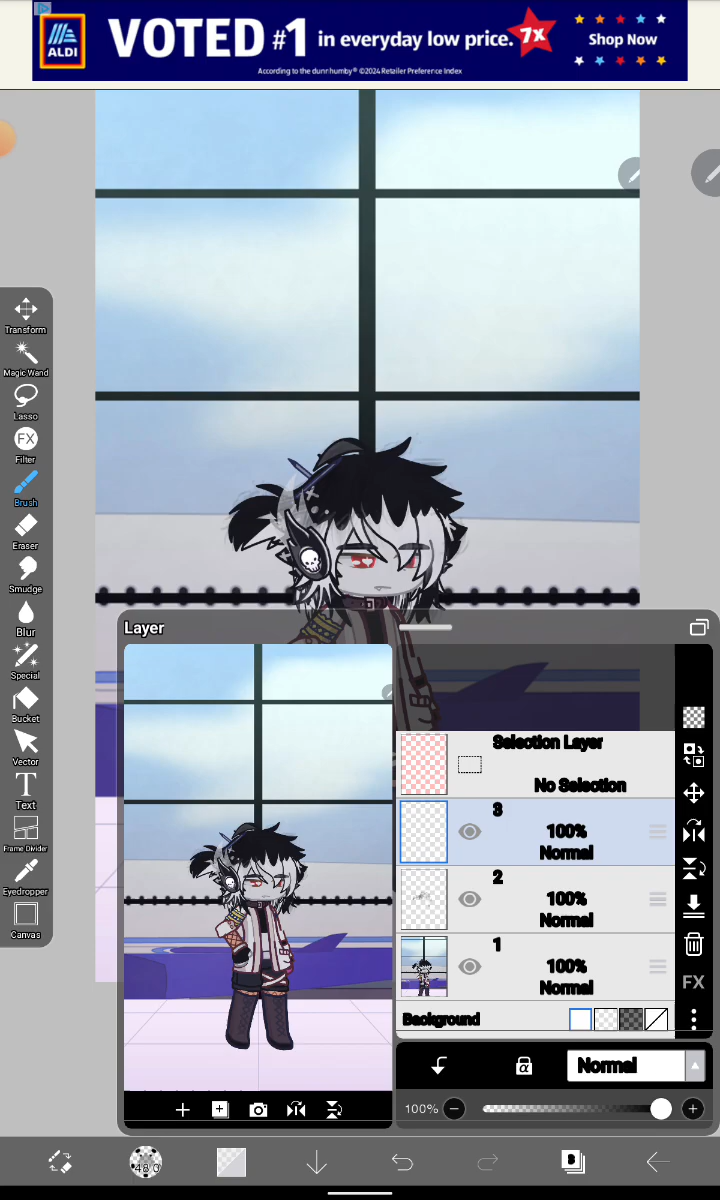 ALDI
VOTED #1 in everyday low price. 7x
Shop Now
According to the dunnhumby® ©2024 Retailer Preference Index
Transform
Magic Wand
Lasso
FX
Filter
Brush
Eraser
Smudge
Blur
Special
Bucket
Vector
T
Text
Frame Divider
Eyedropper
Canvas
Layer
Selection Layer
No Selection
3
100%
Normal
2
100%
Normal
1
100%
Normal
Background
FX
α
Normal
100%
48.0
3